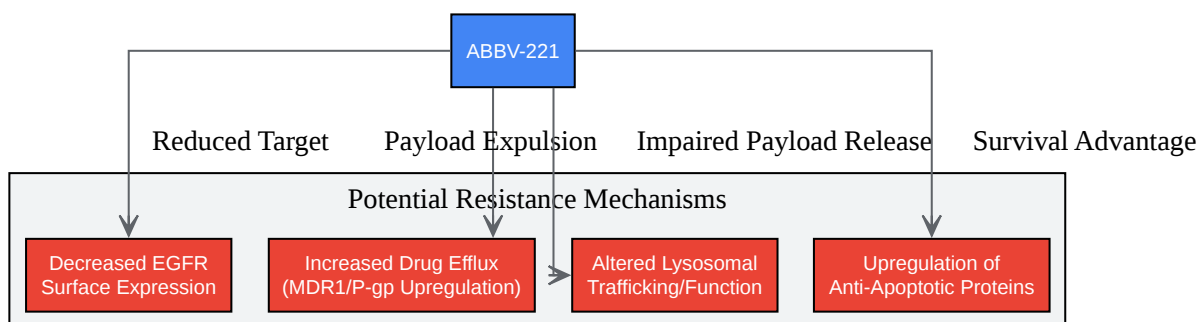 ABBV-221
Reduced Target
Payload Expulsion
Impaired Payload Release
Survival Advantage
Potential Resistance Mechanisms
Decreased EGFR
Surface Expression
Increased Drug Efflux
(MDR1/P-gp Upregulation)
Altered Lysosomal
Trafficking/Function
Upregulation of
Anti-Apoptotic Proteins